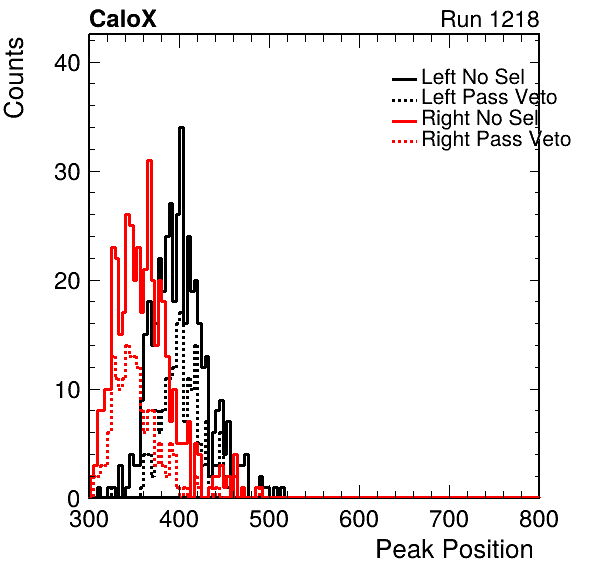 CaloX Run 1218
Counts
40
30
20
10
0
Left No Sel
Left Pass Veto
Right No Sel
Right Pass Veto
300 400 500 600 700 800
Peak Position